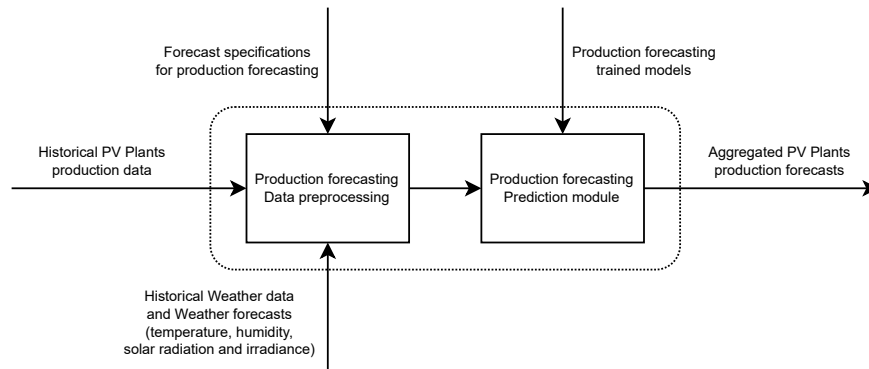 Forecast specifications
for production forecasting
Production forecasting
trained models
Historical PV Plants
production data
Production forecasting
Data preprocessing
Production forecasting
Prediction module
Aggregated PV Plants
production forecasts
Historical Weather data
and Weather forecasts
(temperature, humidity,
solar radiation and irradiance)